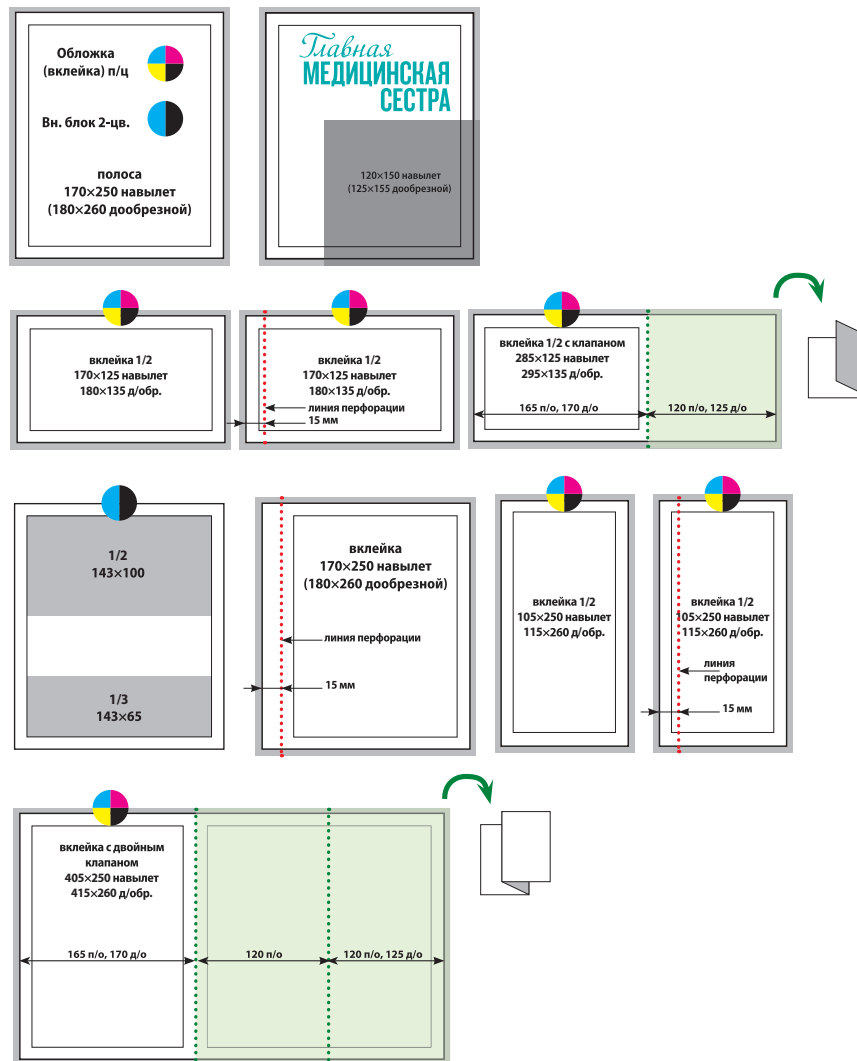 Обложка
(вклейка) п/ц
Вн. блок 2-цв.
полоса
170×250 навылет
(180×260 дообрезной)
Главная
МЕДИЦИНСКАЯ
СЕСТРА
120×150 навылет
(125×155 дообрезной)
вклейка 1/2
170×125 навылет
180×135 д/обр.
вклейка 1/2
170×125 навылет
180×135 д/обр.
линия перфорации
15 мм
вклейка 1/2 с клапаном
285×125 навылет
295×135 д/обр.
165 п/о, 170 д/о
120 п/о, 125 д/о
1/2
143×100
1/3
143×65
вклейка
170×250 навылет
(180×260 дообрезной)
линия перфорации
15 мм
вклейка 1/2
105×250 навылет
115×260 д/обр.
вклейка 1/2
105×250 навылет
115×260 д/обр.
линия
перфорации
15 мм
вклейка с двойным
клапаном
405×250 навылет
415×260 д/обр.
165 п/о, 170 д/о
120 п/о
120 п/о, 125 д/о